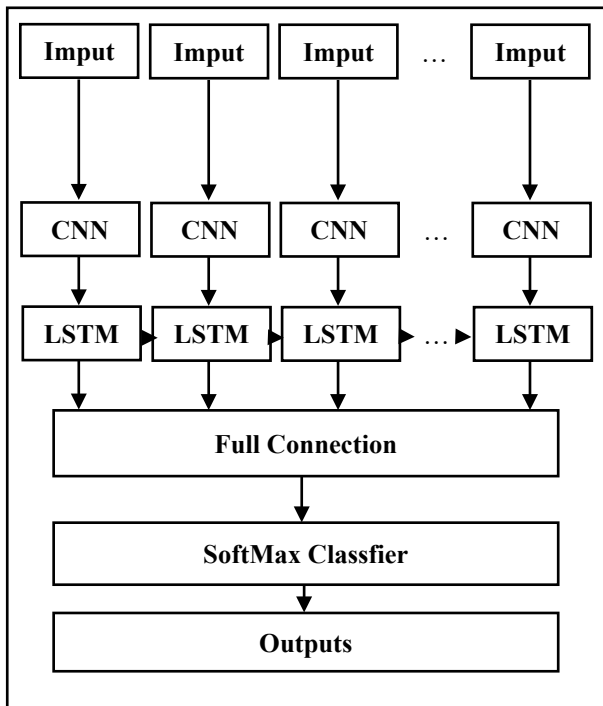 Imput Imput Imput … Imput
CNN CNN CNN … CNN
LSTM LSTM LSTM … LSTM
Full Connection
SoftMax Classfier
Outputs